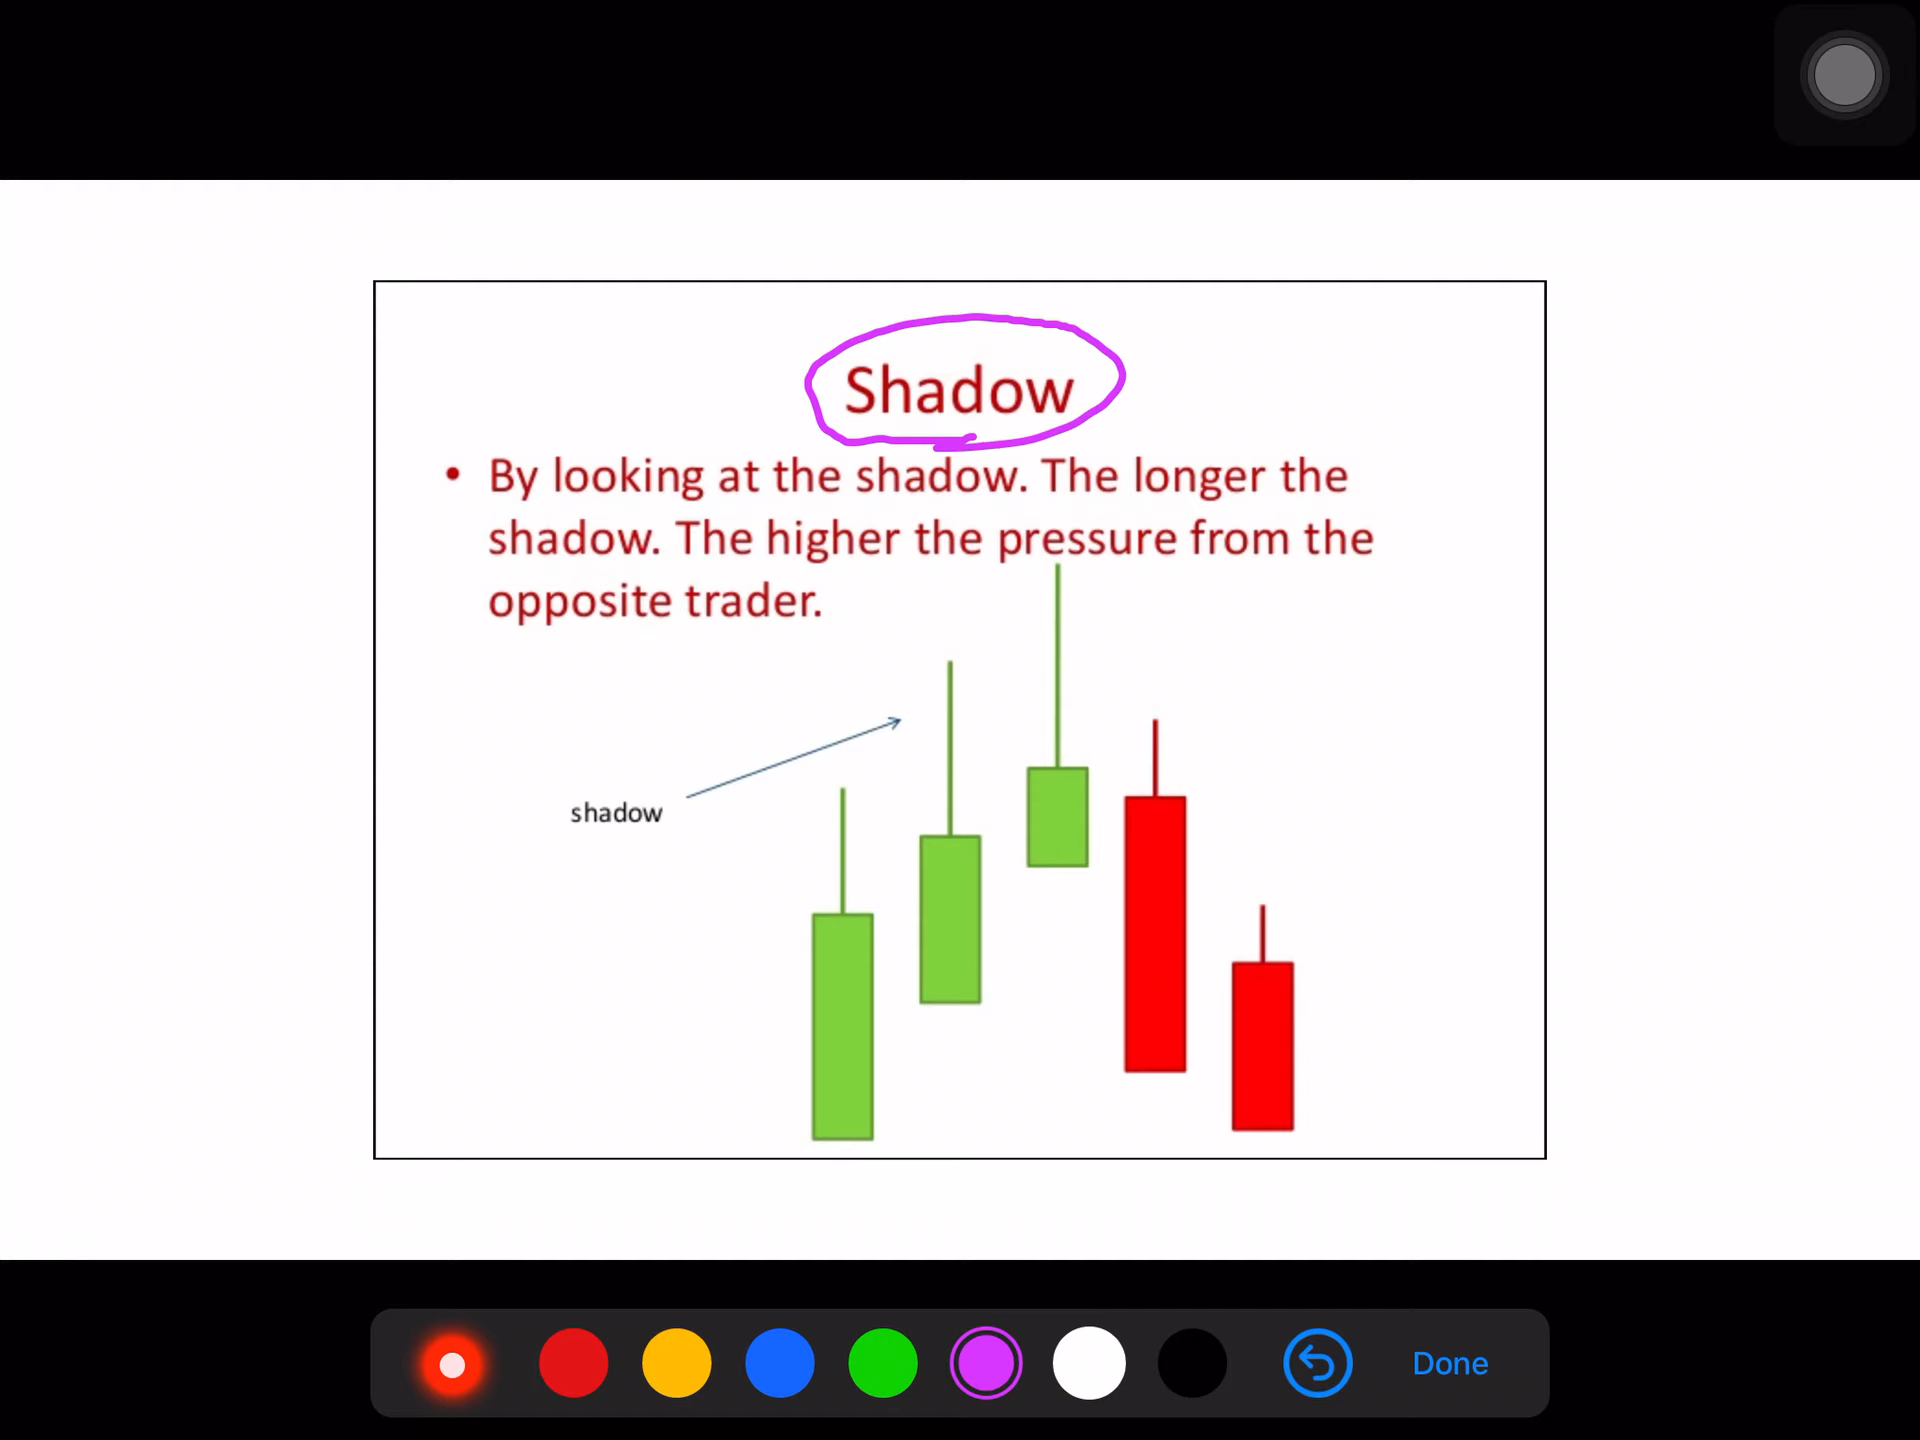 Shadow
• By looking at the shadow. The longer the
shadow. The higher the pressure from the
opposite trader.
shadow
Done